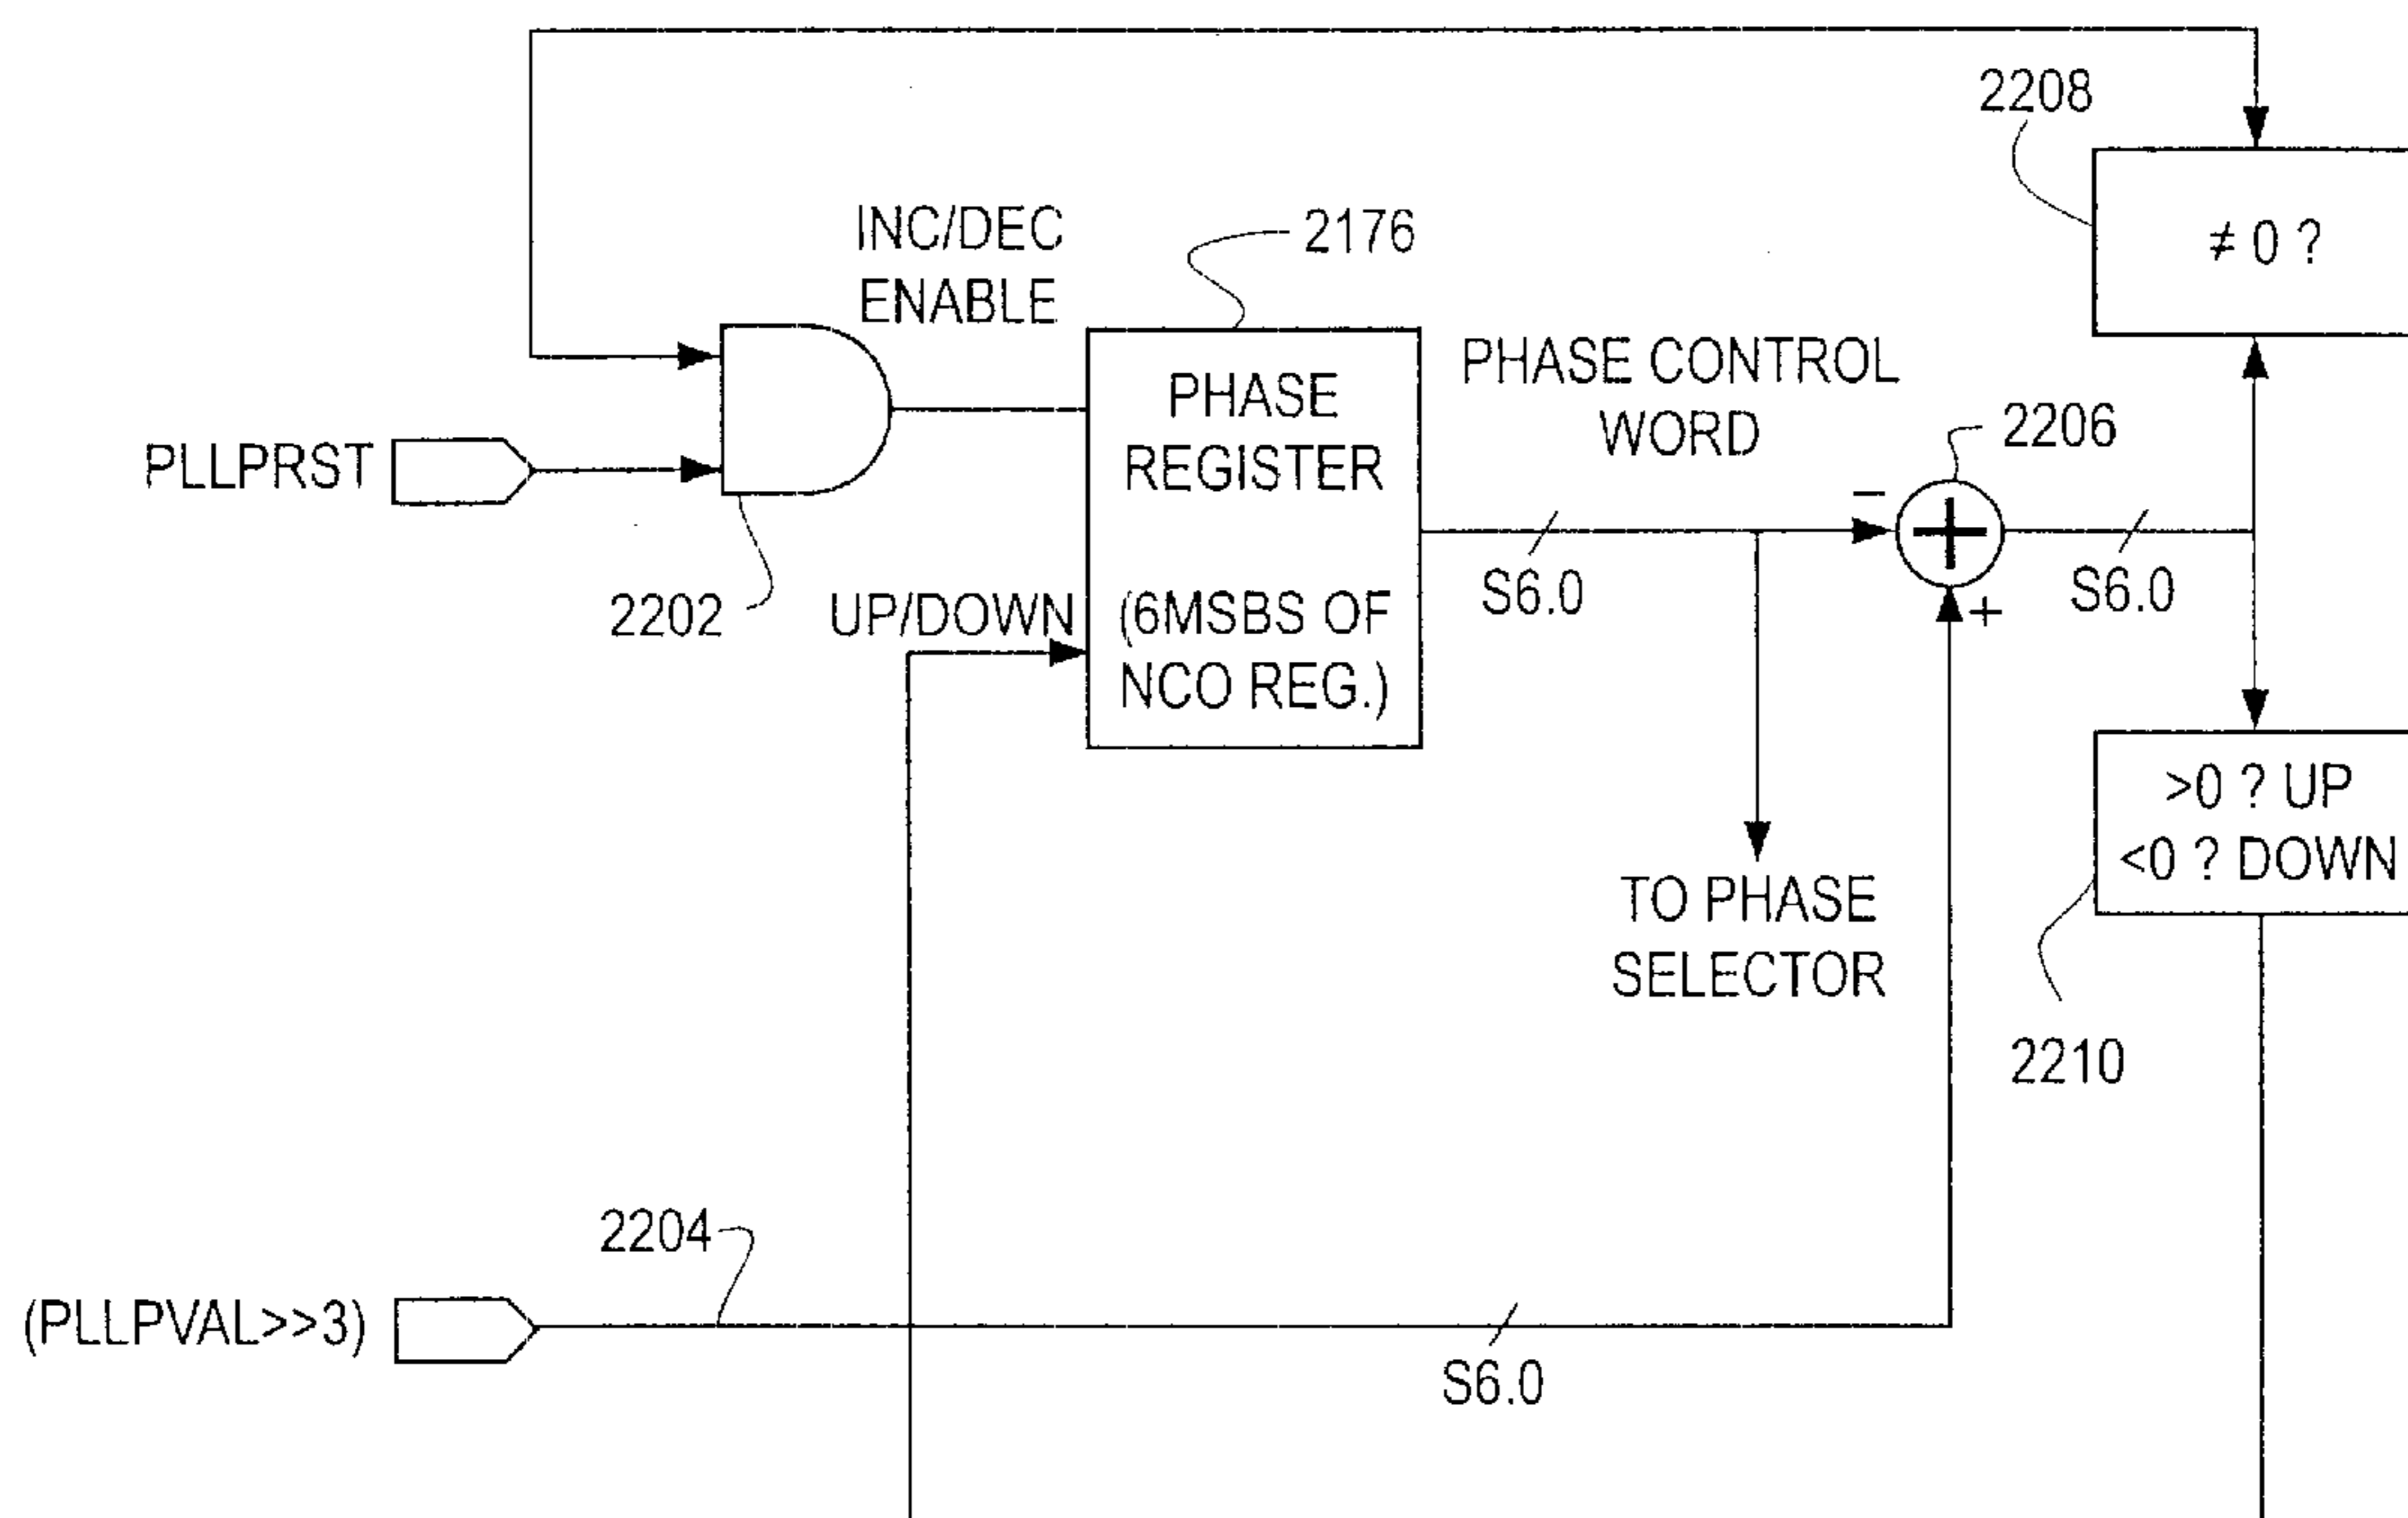 2208
≠ 0 ?
INC/DEC
ENABLE
2176
PHASE CONTROL
WORD
2206
PHASE
REGISTER
(6MSBS OF
NCO REG.)
PLLPRST
−
+
+
S6.0
S6.0
2202
UP/DOWN
>0 ? UP
<0 ? DOWN
TO PHASE
SELECTOR
2210
2204
(PLLPVAL>>3)
S6.0